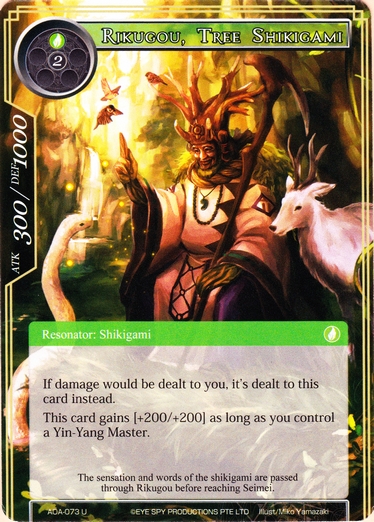 Rikugou, Tree Shikigami
2
ATK 300/DEF 1000
Resonator: Shikigami
If damage would be dealt to you, it's dealt to this
card instead.
This card gains [+200/+200] as long as you control
a Yin-Yang Master.
The sensation and words of the shikigami are passed
through Rikugou before reaching Seimei.
AOA-073 U ©EYE SPY PRODUCTIONS PTE LTD Illust/Miko Yamazaki